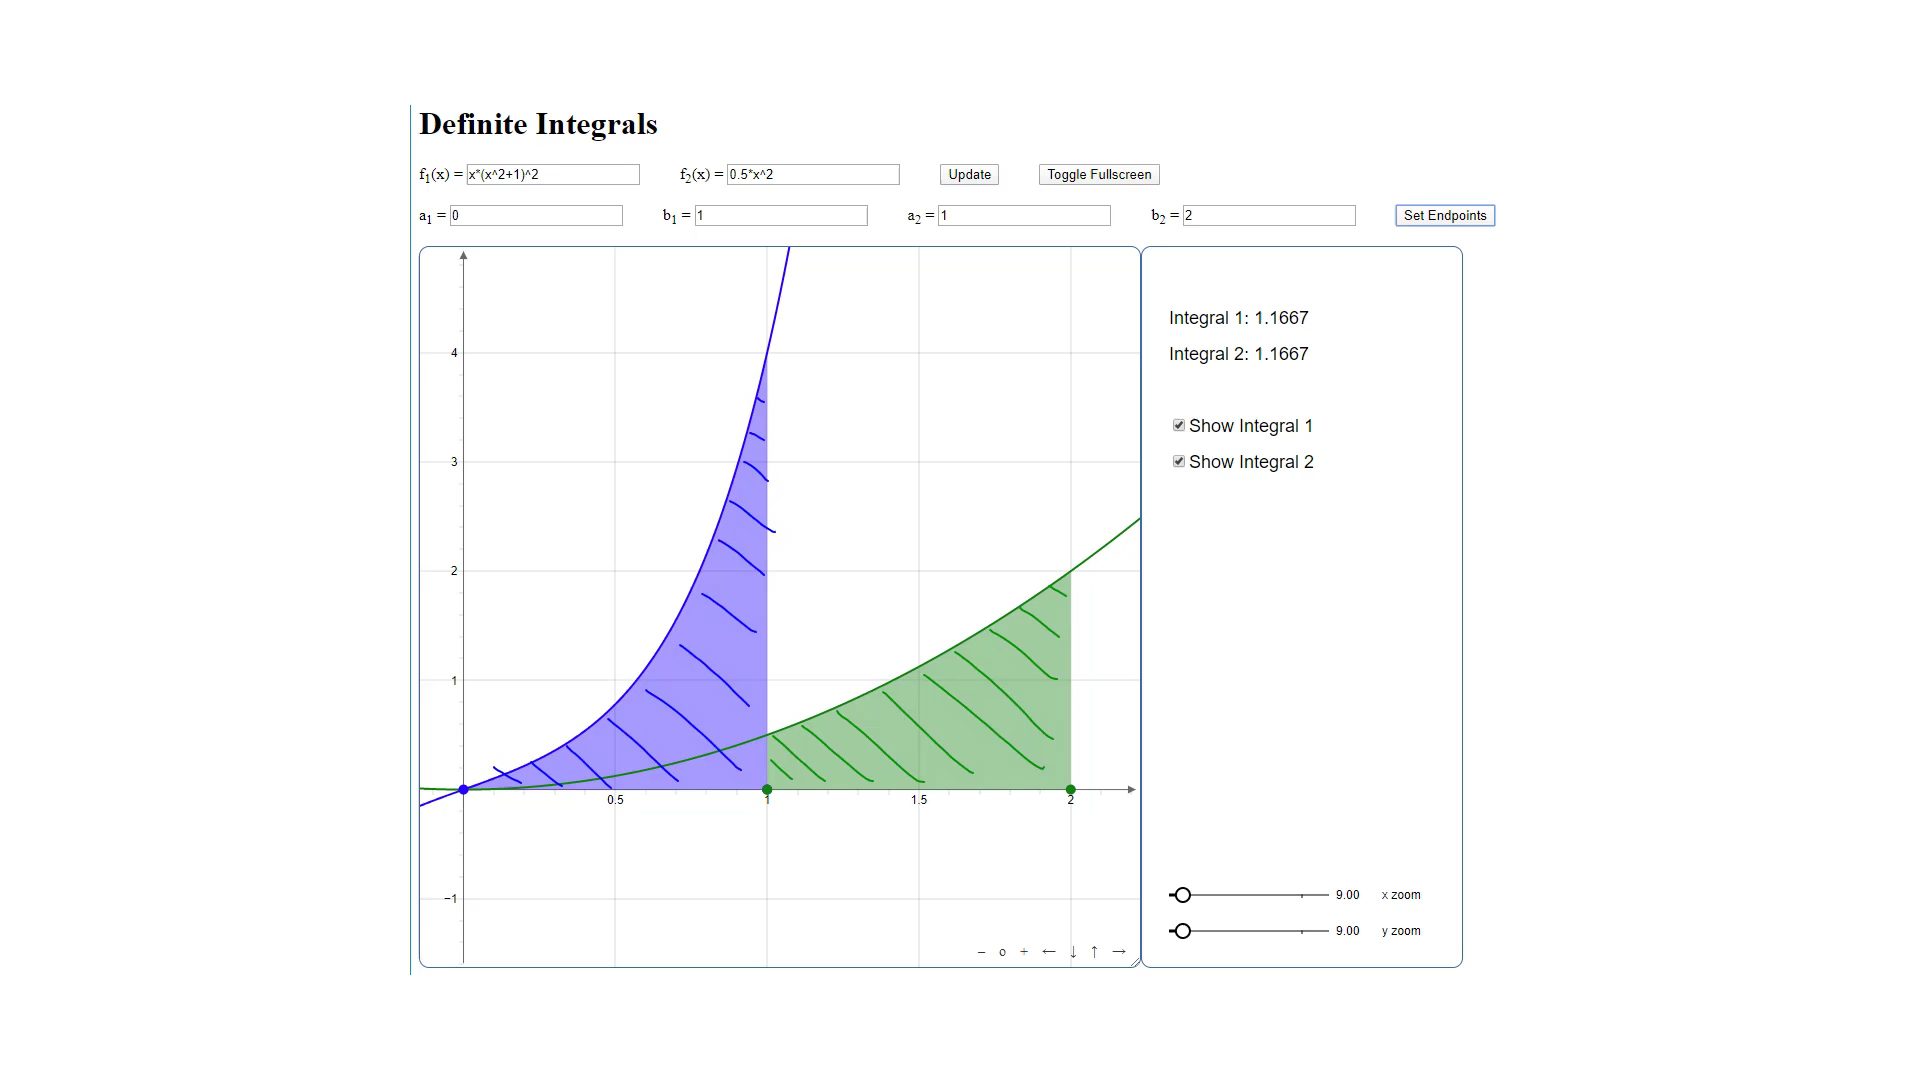 Definite Integrals
f1(x) = x*(x^2+1)^2 f2(x) = 0.5*x^2 Update Toggle Fullscreen
a1 = 0 b1 = 1 a2 = 1 b2 = 2 Set Endpoints
4
3
2
1
0.5 1 1.5 2
−1
− o + ← ↓ ↑ →
Integral 1: 1.1667
Integral 2: 1.1667
Show Integral 1
Show Integral 2
9.00 x zoom
9.00 y zoom